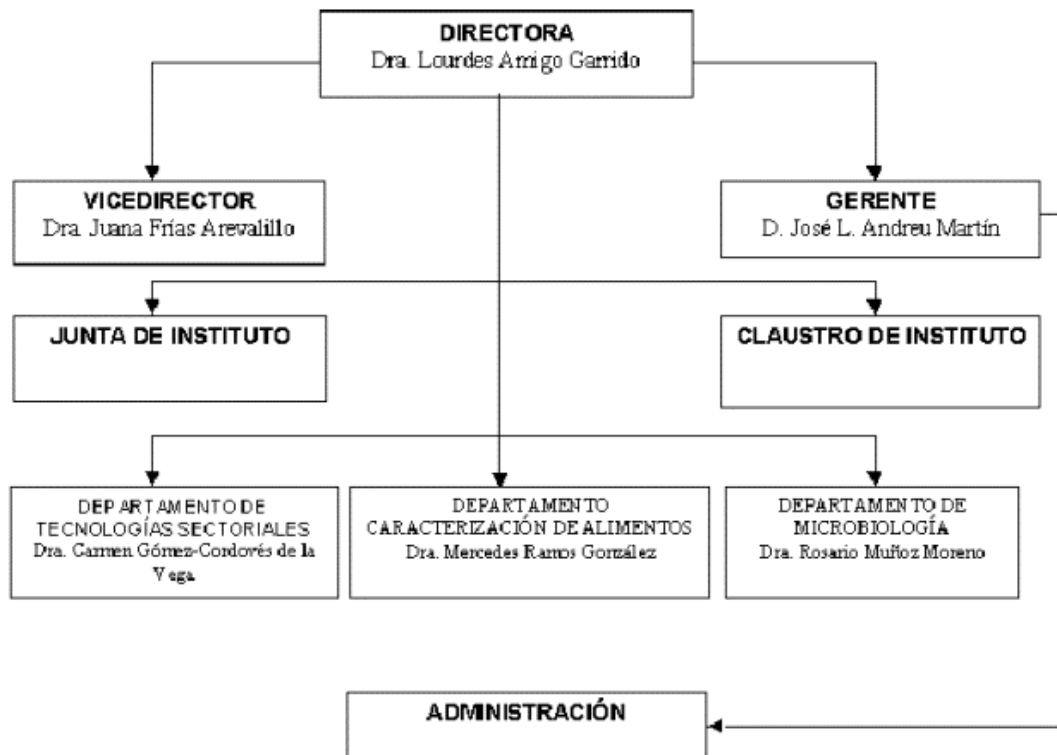 DIRECTORA
Dra. Lourdes Amigo Garrido
VICEDIRECTOR
Dra. Juana Frías Arevalillo
GERENTE
D. José L. Andreu Martín
JUNTA DE INSTITUTO
CLAUSTRO DE INSTITUTO
DEPARTAMENTO DE
TECNOLOGÍAS SECTORIALES
Dra. Carmen Gómez-Cordovés de la
Vega
DEPARTAMENTO
CARACTERIZACIÓN DE ALIMENTOS
Dra. Mercedes Ramos González
DEPARTAMENTO DE
MICROBIOLOGÍA
Dra. Rosario Muñoz Moreno
ADMINISTRACIÓN